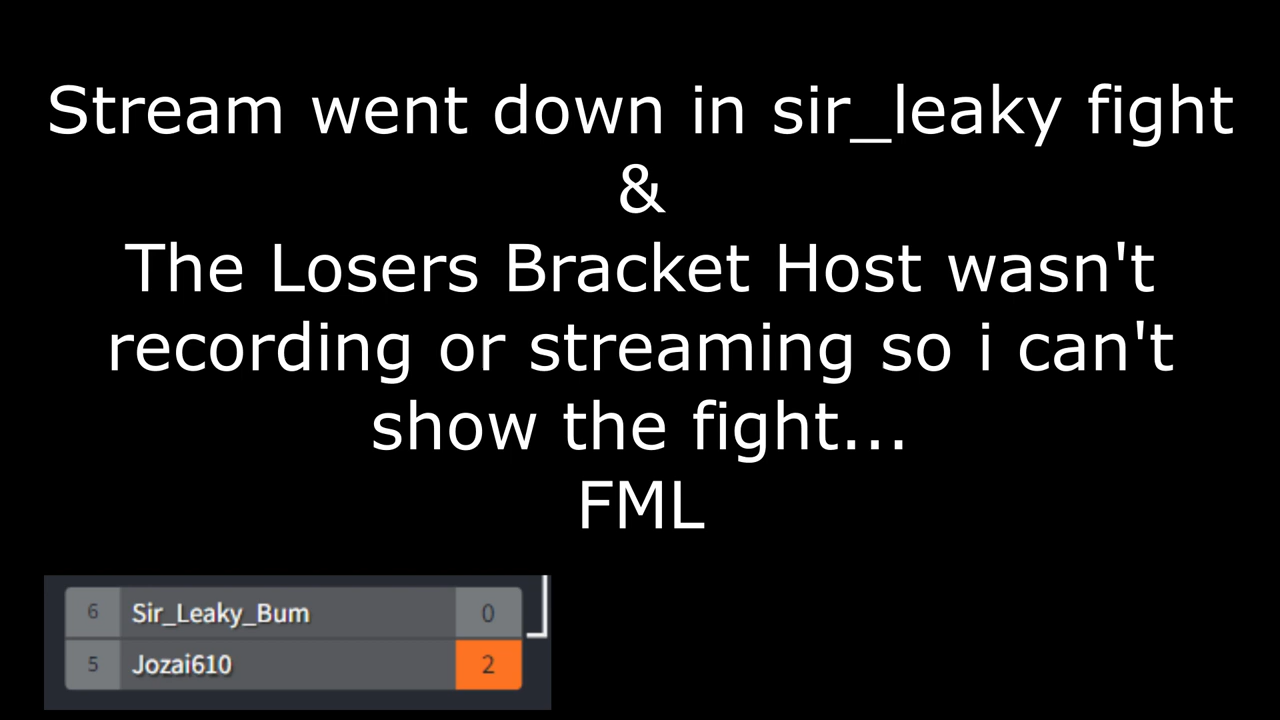 Stream went down in sir_leaky fight
&
The Losers Bracket Host wasn't
recording or streaming so i can't
show the fight...
FML
6 Sir_Leaky_Bum 0
5 Jozai610 2